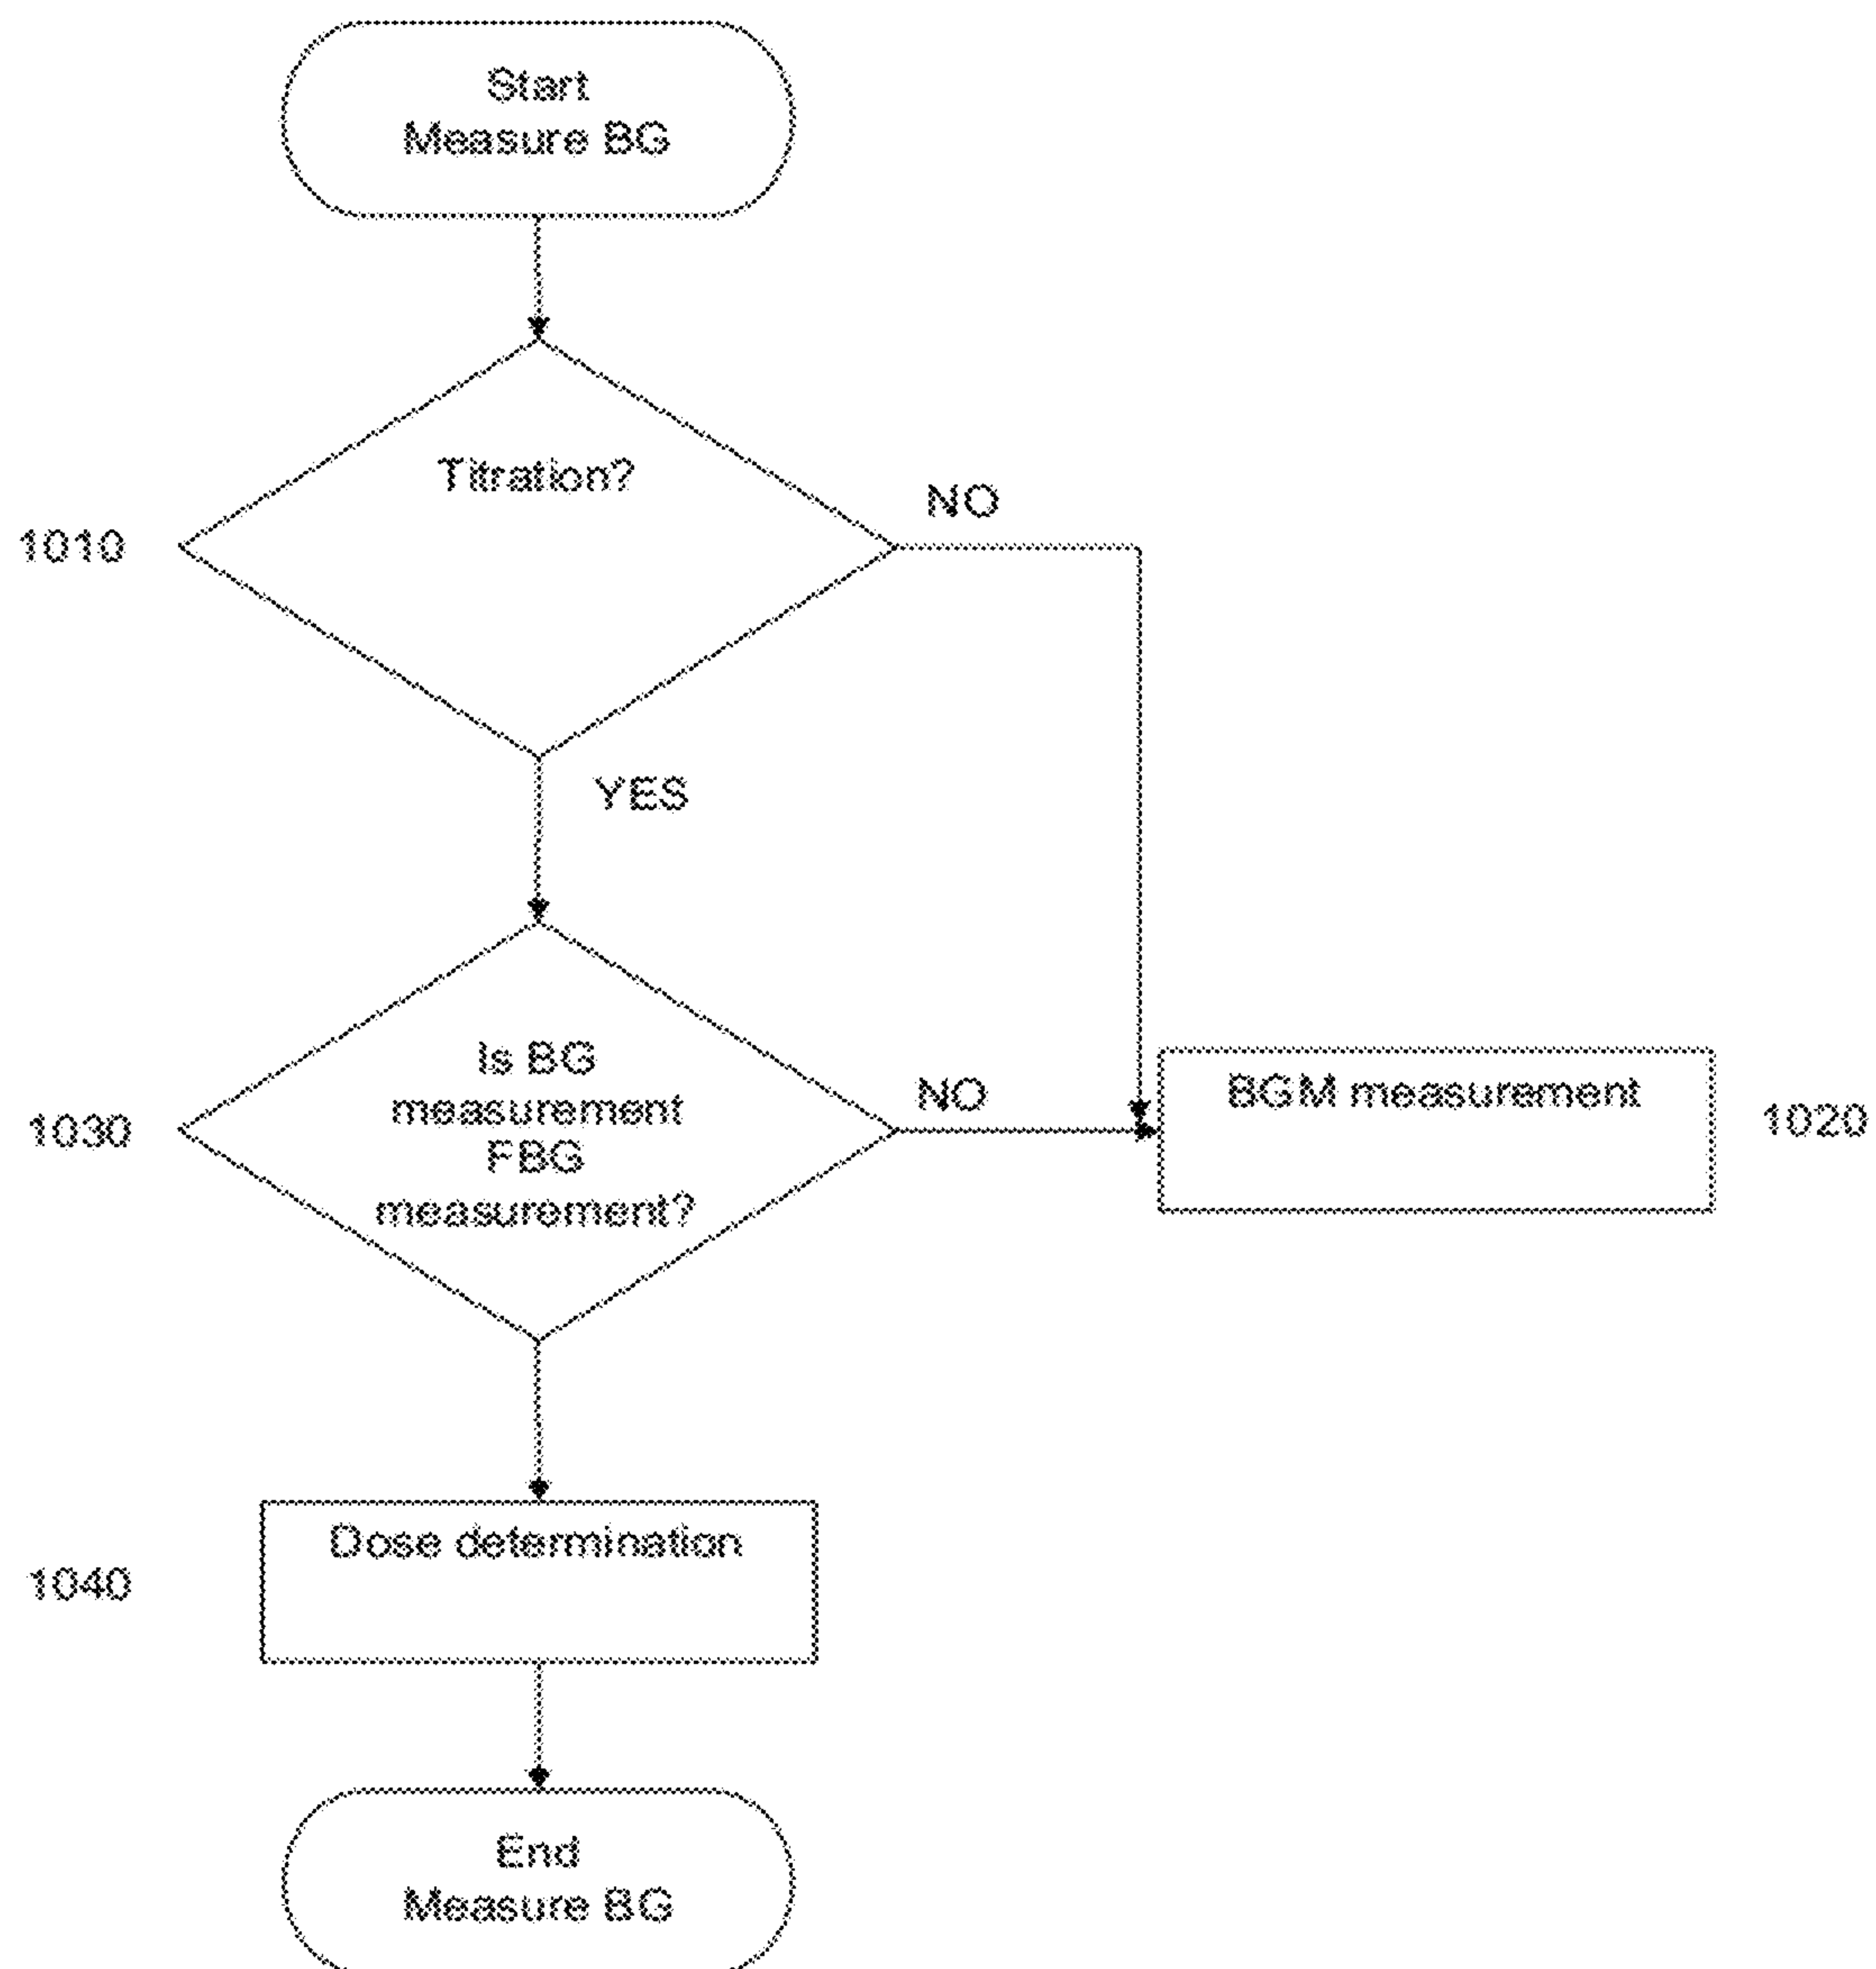 Start
Measure BG
Titration?
NO
1010
YES
Is BG
measurement
FBG
measurement?
NO
1030
BGM measurement
1020
Dose determination
1040
End
Measure BG